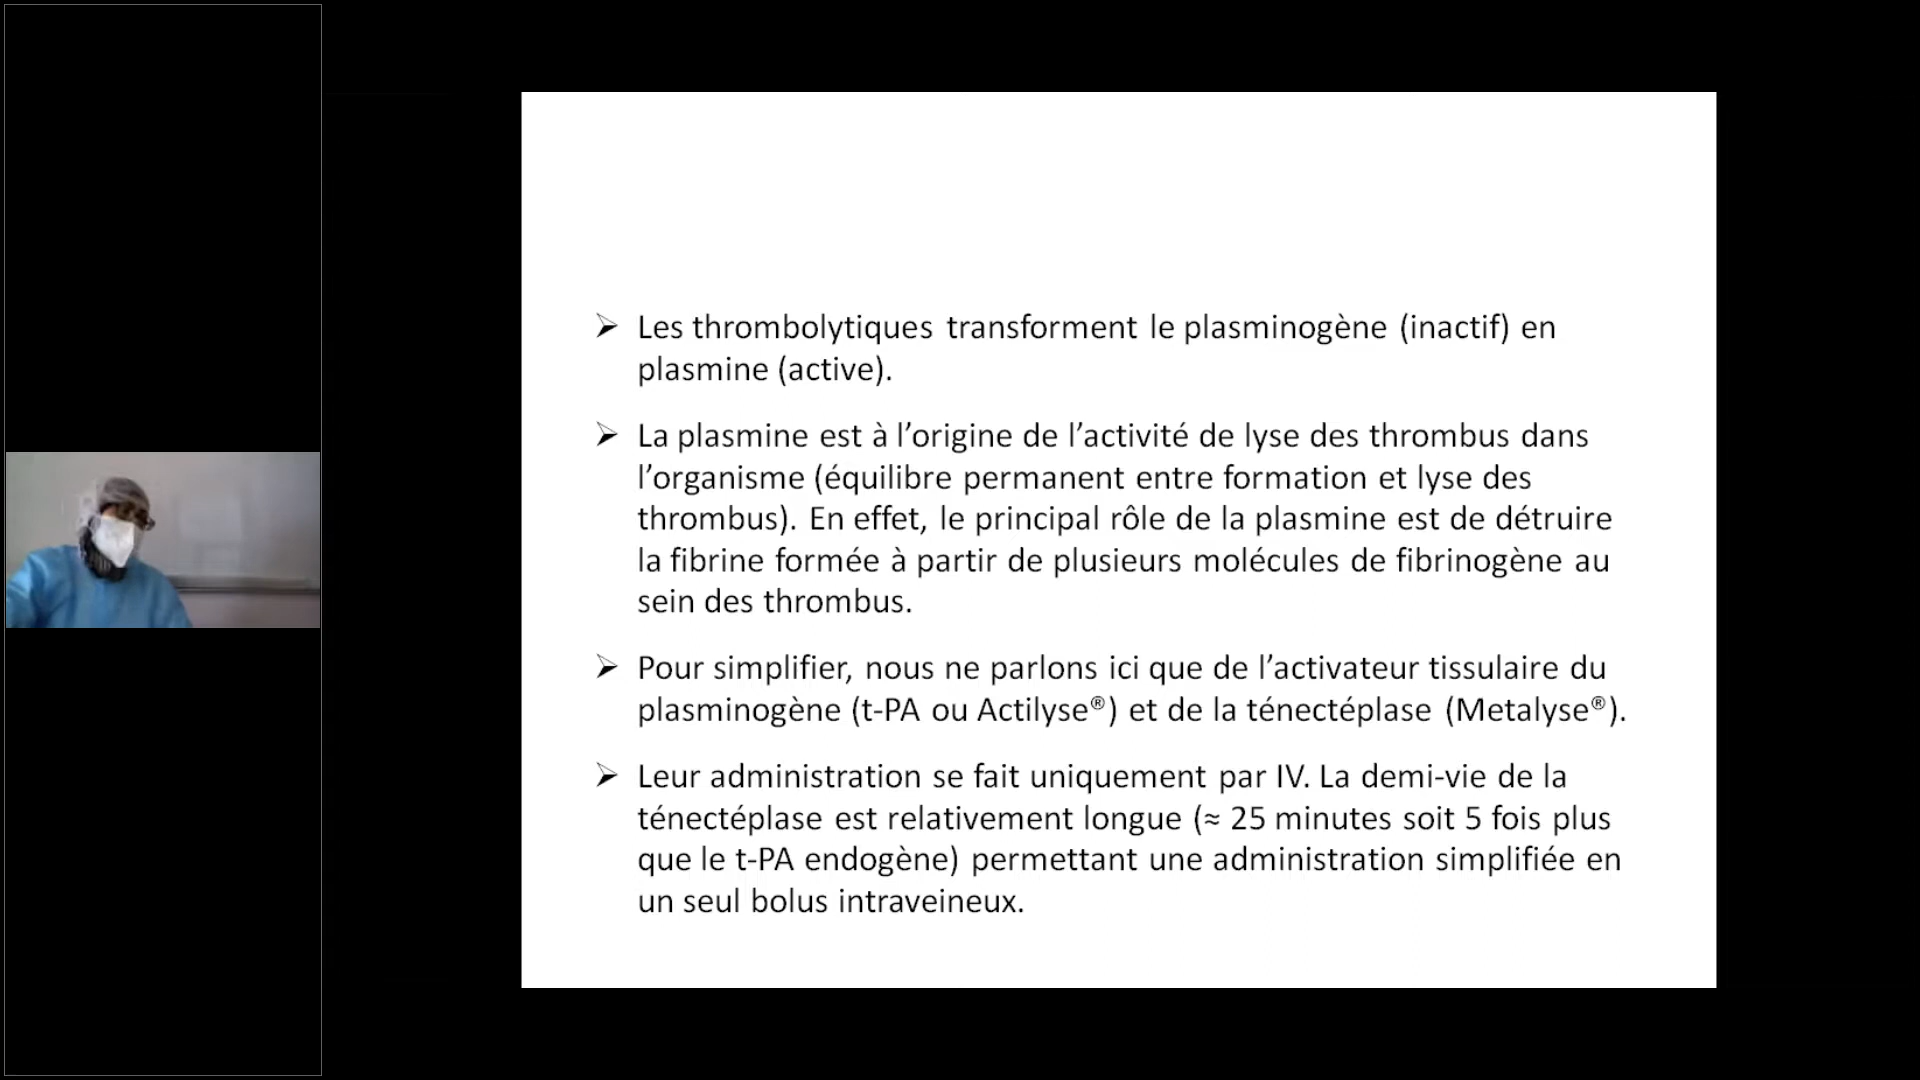 Les thrombolytiques transforment le plasminogène (inactif) en
plasmine (active).
La plasmine est à l’origine de l’activité de lyse des thrombus dans
l’organisme (équilibre permanent entre formation et lyse des
thrombus). En effet, le principal rôle de la plasmine est de détruire
la fibrine formée à partir de plusieurs molécules de fibrinogène au
sein des thrombus.
Pour simplifier, nous ne parlons ici que de l’activateur tissulaire du
plasminogène (t-PA ou Actilyse®) et de la ténectéplase (Metalyse®).
Leur administration se fait uniquement par IV. La demi-vie de la
ténectéplase est relativement longue (≈ 25 minutes soit 5 fois plus
que le t-PA endogène) permettant une administration simplifiée en
un seul bolus intraveineux.